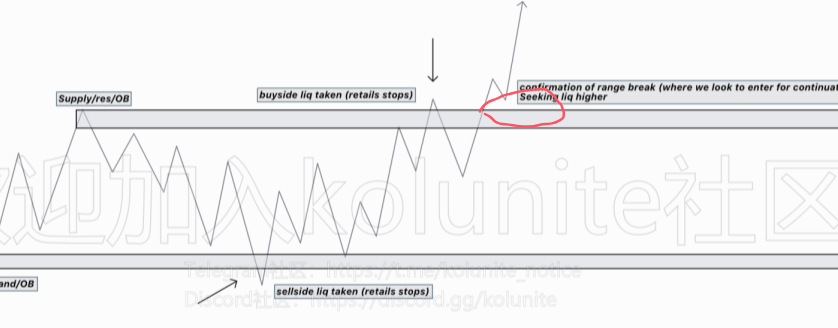 Supply/res/OB
buyside liq taken (retails stops)
confirmation of range break (where we look to enter for continuat
Seeking liq higher
欢迎加入kolunite社区
Telegram社区：https://t.me/kolunite_notice
and/OB
sellside liq taken (retails stops)
Discord社区：https://discord.gg/kolunite